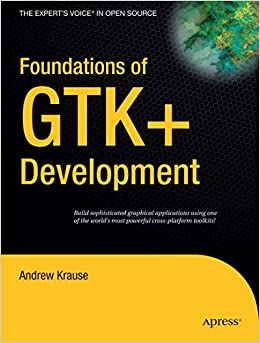 THE EXPERT'S VOICE® IN OPEN SOURCE
Foundations of
GTK+
Development
Build sophisticated graphical applications using one
of the world's most powerful cross-platform toolkits!
Andrew Krause
Apress®